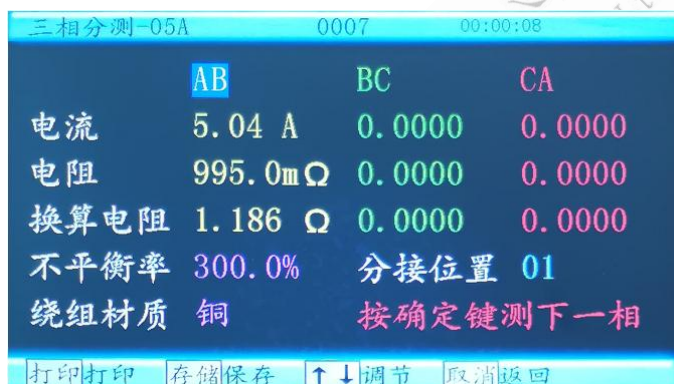 三相分测-05A 0007 00:00:08
AB BC CA
电流 5.04 A 0.0000 0.0000
电阻 995.0mΩ 0.0000 0.0000
换算电阻 1.186 Ω 0.0000 0.0000
不平衡率 300.0% 分接位置 01
绕组材质 铜 按确定键测下一相
打印打印 存储保存 ↑↓调节 取消返回